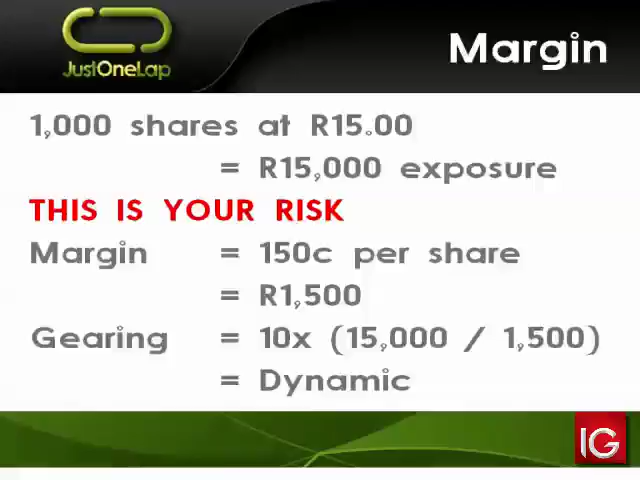 JustOneLap
Margin
1,000 shares at R15.00
= R15,000 exposure
THIS IS YOUR RISK
Margin = 150c per share
= R1,500
Gearing = 10x (15,000 / 1,500)
= Dynamic
IG